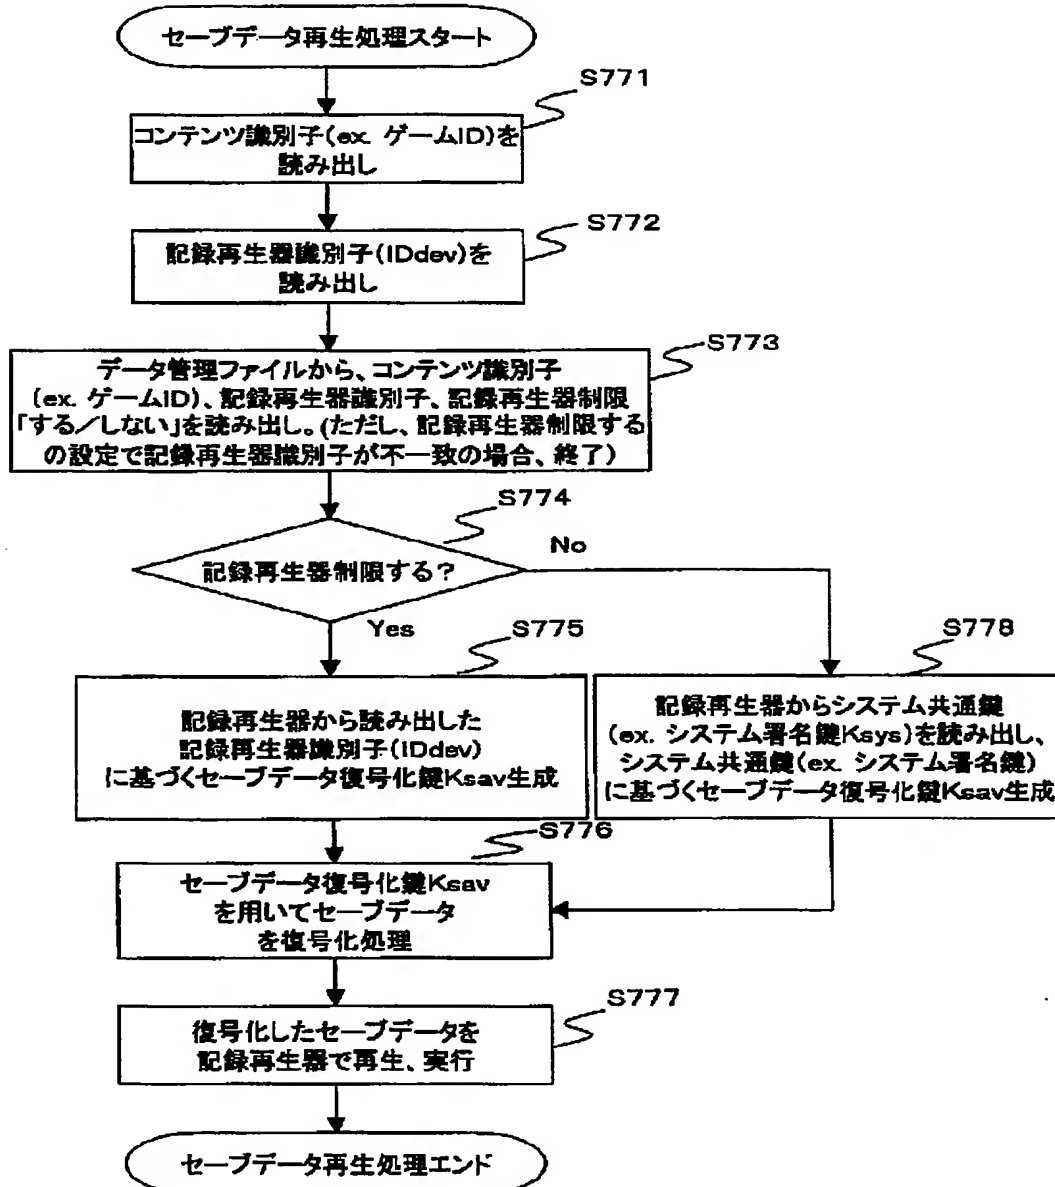 セーブデータ再生処理スタート
S771
コンテンツ識別子(ex. ゲームID)を
読み出し
S772
記録再生器識別子(IDdev)を
読み出し
S773
データ管理ファイルから、コンテンツ識別子
(ex. ゲームID)、記録再生器識別子、記録再生器制限
「する/しない」を読み出し。(ただし、記録再生器制限する
の設定で記録再生器識別子が不一致の場合、終了)
S774
記録再生器制限する?
No
Yes
S775
記録再生器から読み出した
記録再生器識別子(IDdev)
に基づくセーブデータ復号化鍵Ksav生成
S778
記録再生器からシステム共通鍵
(ex. システム署名鍵Ksys)を読み出し、
システム共通鍵(ex. システム署名鍵)
に基づくセーブデータ復号化鍵Ksav生成
S776
セーブデータ復号化鍵Ksav
を用いてセーブデータ
を復号化処理
S777
復号化したセーブデータを
記録再生器で再生、実行
セーブデータ再生処理エンド